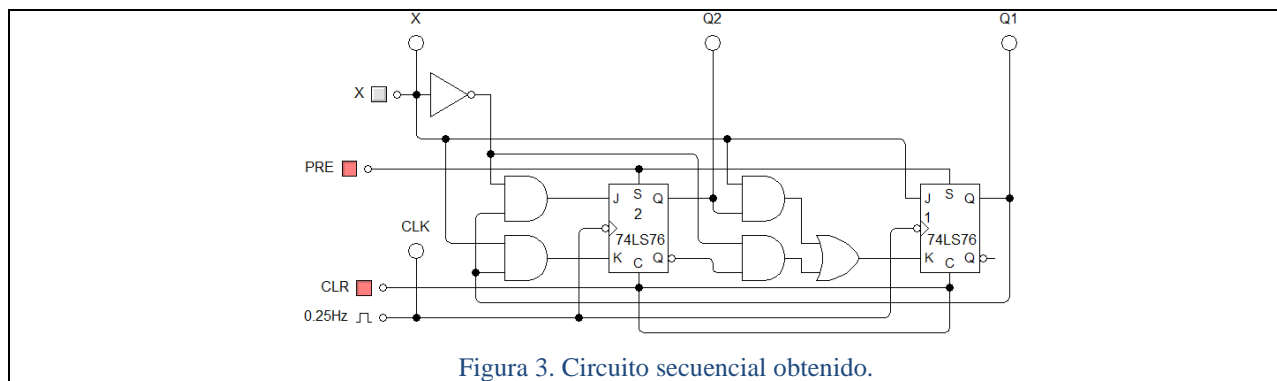 X Q2 Q1
X
PRE
J S Q
2
74LS76
K C Q
J S Q
1
74LS76
K C Q
CLK
CLR
0.25Hz
Figura 3. Circuito secuencial obtenido.